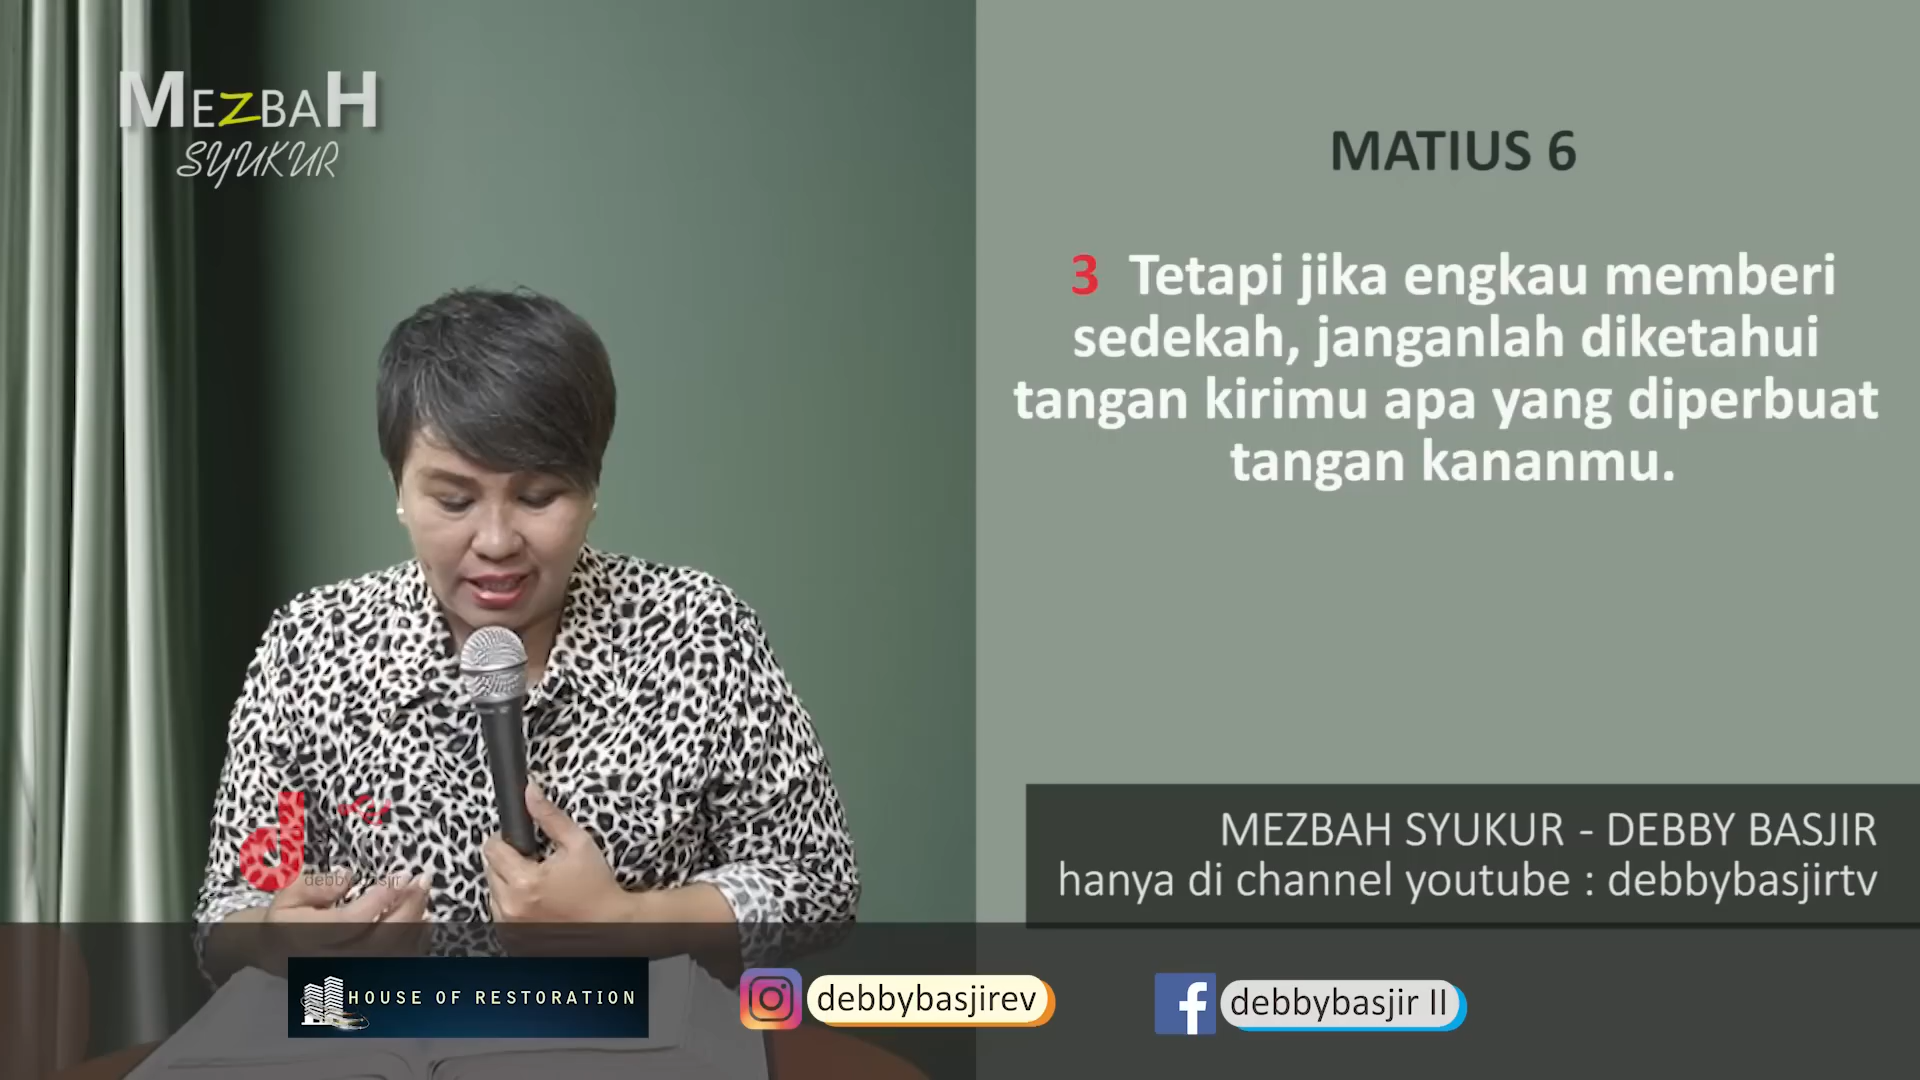 MEZBAH
SYUKUR
MATIUS 6
3 Tetapi jika engkau memberi
sedekah, janganlah diketahui
tangan kirimu apa yang diperbuat
tangan kananmu.
debbybasjir
MEZBAH SYUKUR - DEBBY BASJIR
hanya di channel youtube : debbybasjirtv
HOUSE OF RESTORATION
debbybasjirev
debbybasjir II